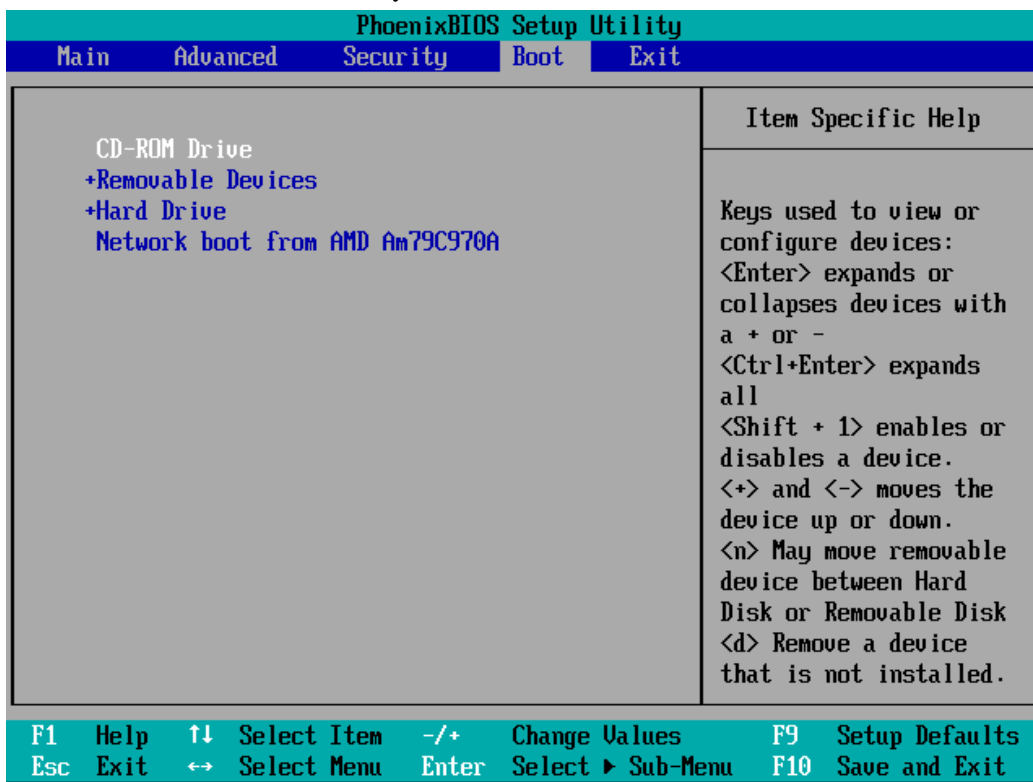 PhoenixBIOS Setup Utility
Main Advanced Security Boot Exit
CD-ROM Drive
+Removable Devices
+Hard Drive
Network boot from AMD Am79C970A
Item Specific Help
Keys used to view or
configure devices:
<Enter> expands or
collapses devices with
a + or -
<Ctrl+Enter> expands
all
<Shift + 1> enables or
disables a device.
<+> and <-> moves the
device up or down.
<n> May move removable
device between Hard
Disk or Removable Disk
<d> Remove a device
that is not installed.
F1 Help ↑↓ Select Item -/+ Change Values F9 Setup Defaults
Esc Exit ↔ Select Menu Enter Select ▶ Sub-Menu F10 Save and Exit